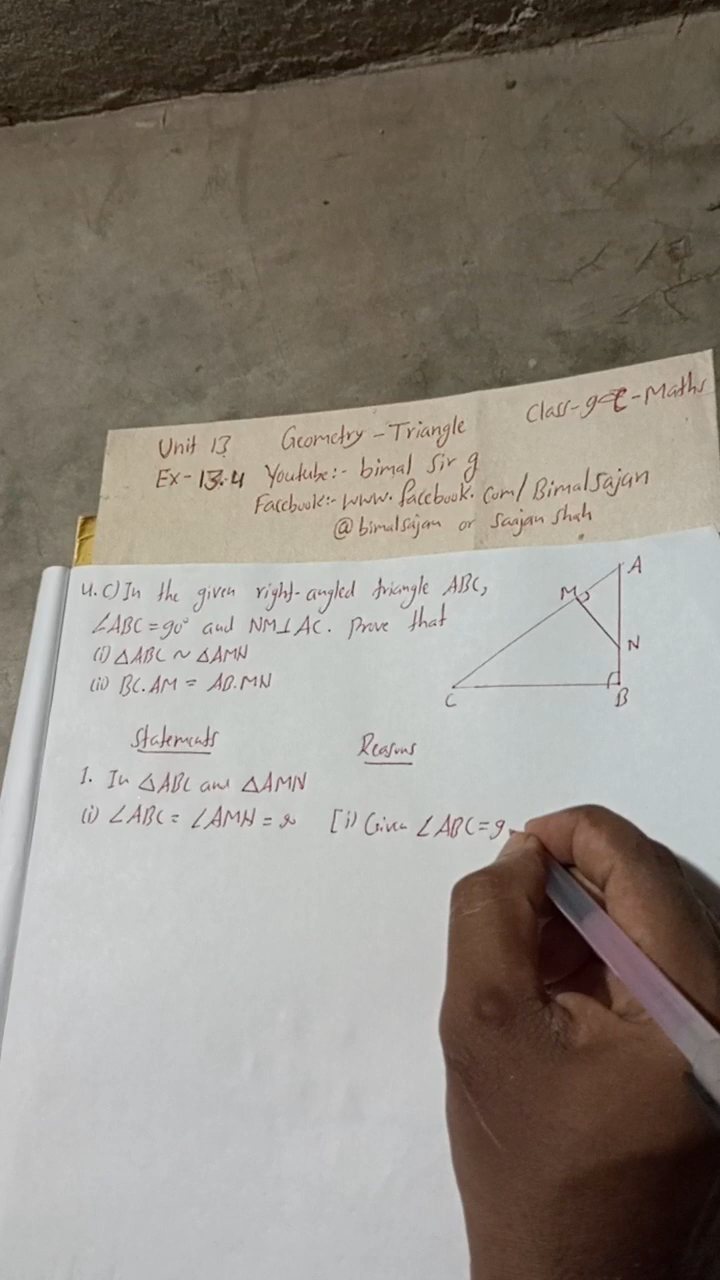 Unit 13 Geometry - Triangle Class-9 - Maths
Ex- 13.4 Youtube:- bimal sir g
Facebook:- www.facebook.com/Bimalsajan
@bimalsajan or Sanjan Shah
4.c) In the given right-angled triangle ABC,
∠ABC = 90° and NM⊥AC. Prove that
(i) △ABC ~ △AMN
(ii) BC.AM = AB.MN
A
M
N
C
B
Statements Reasons
1. In △ABC and △AMN
(i) ∠ABC = ∠AMN = 90 [i) Given ∠ABC=9